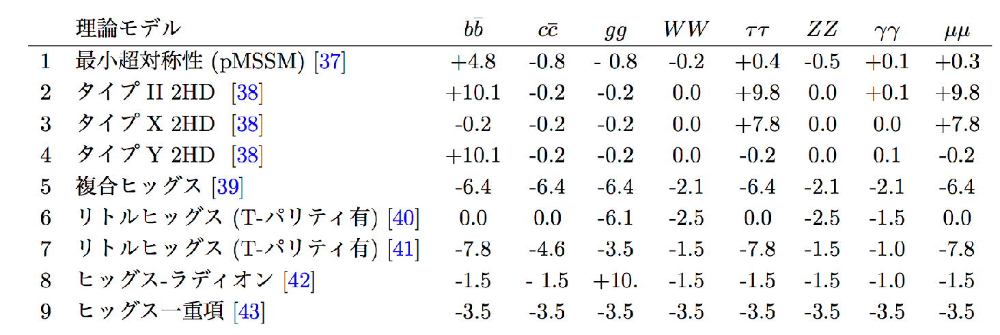 理論モデル bb̄ cc̄ gg WW ττ ZZ γγ μμ
1 最小超対称性 (pMSSM) [37] +4.8 -0.8 - 0.8 -0.2 +0.4 -0.5 +0.1 +0.3
2 タイプ II 2HD [38] +10.1 -0.2 -0.2 0.0 +9.8 0.0 +0.1 +9.8
3 タイプ X 2HD [38] -0.2 -0.2 -0.2 0.0 +7.8 0.0 0.0 +7.8
4 タイプ Y 2HD [38] +10.1 -0.2 -0.2 0.0 -0.2 0.0 0.1 -0.2
5 複合ヒッグス [39] -6.4 -6.4 -6.4 -2.1 -6.4 -2.1 -2.1 -6.4
6 リトルヒッグス (T-パリティ有) [40] 0.0 0.0 -6.1 -2.5 0.0 -2.5 -1.5 0.0
7 リトルヒッグス (T-パリティ有) [41] -7.8 -4.6 -3.5 -1.5 -7.8 -1.5 -1.0 -7.8
8 ヒッグス-ラディオン [42] -1.5 - 1.5 +10. -1.5 -1.5 -1.5 -1.0 -1.5
9 ヒッグス一重項 [43] -3.5 -3.5 -3.5 -3.5 -3.5 -3.5 -3.5 -3.5